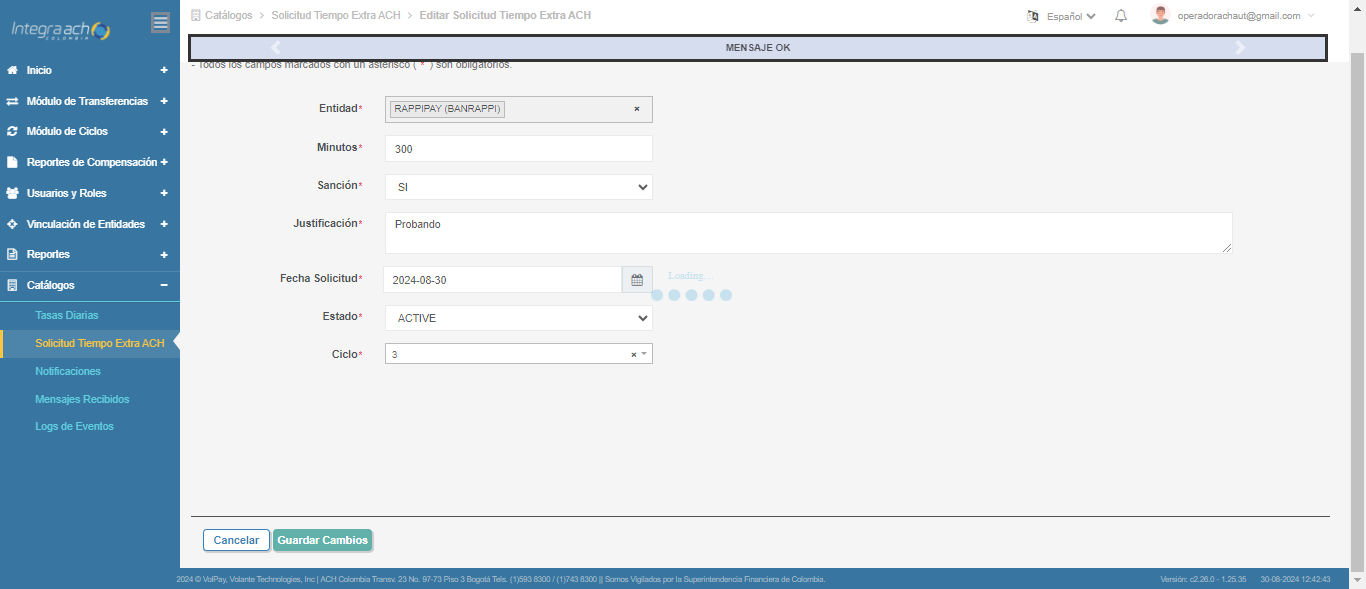 Integra ach
COLOMBIA
Catálogos > Solicitud Tiempo Extra ACH > Editar Solicitud Tiempo Extra ACH
Español
operadorachaut@gmail.com
MENSAJE OK
- Todos los campos marcados con un asterisco ( * ) son obligatorios.
Inicio +
Módulo de Transferencias +
Módulo de Ciclos +
Reportes de Compensación +
Usuarios y Roles +
Vinculación de Entidades +
Reportes +
Catálogos −
Tasas Diarias
Solicitud Tiempo Extra ACH
Notificaciones
Mensajes Recibidos
Logs de Eventos
Entidad* RAPPIPAY (BANRAPPI) ×
Minutos* 300
Sanción* SI
Justificación* Probando
Fecha Solicitud* 2024-08-30
Loading...
Estado* ACTIVE
Ciclo* 3 ×
Cancelar Guardar Cambios
2024 © VolPay, Volante Technologies, Inc | ACH Colombia Transv. 23 No. 97-73 Piso 3 Bogotá Tels. (1)593 8300 / (1)743 8300 || Somos Vigilados por la Superintendencia Financiera de Colombia.
Versión: c2.26.0 - 1.25.35 30-08-2024 12:42:43